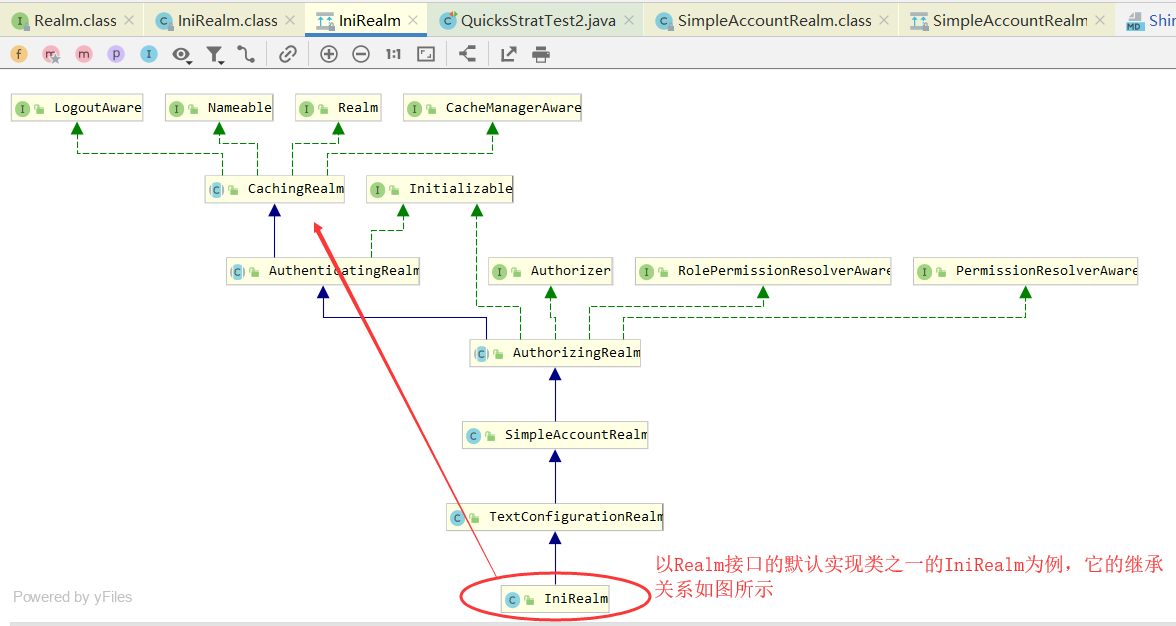 Realm.class IniRealm.class IniRealm QuicksStratTest2.java SimpleAccountRealm.class SimpleAccountRealm MD Shir
f m m p I 1:1
I LogoutAware I Nameable I Realm I CacheManagerAware
C CachingRealm I Initializable
C AuthenticatingRealm I Authorizer I RolePermissionResolverAware I PermissionResolverAware
C AuthorizingRealm
C SimpleAccountRealm
C TextConfigurationRealm
以Realm接口的默认实现类之一的IniRealm为例，它的继承
关系如图所示
C IniRealm
Powered by yFiles